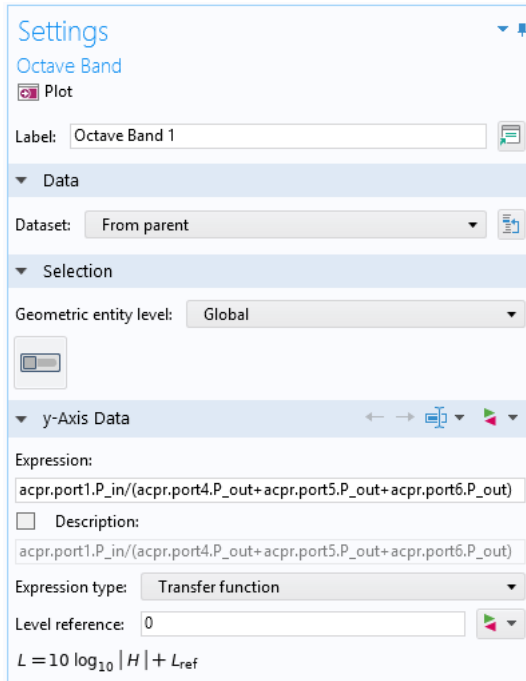 Settings
Octave Band
Plot
Label: Octave Band 1
Data
Dataset: From parent
Selection
Geometric entity level: Global
y-Axis Data
Expression:
acpr.port1.P_in/(acpr.port4.P_out+acpr.port5.P_out+acpr.port6.P_out)
Description:
acpr.port1.P_in/(acpr.port4.P_out+acpr.port5.P_out+acpr.port6.P_out)
Expression type: Transfer function
Level reference: 0
L = 10 log₁₀ |H| + Lref